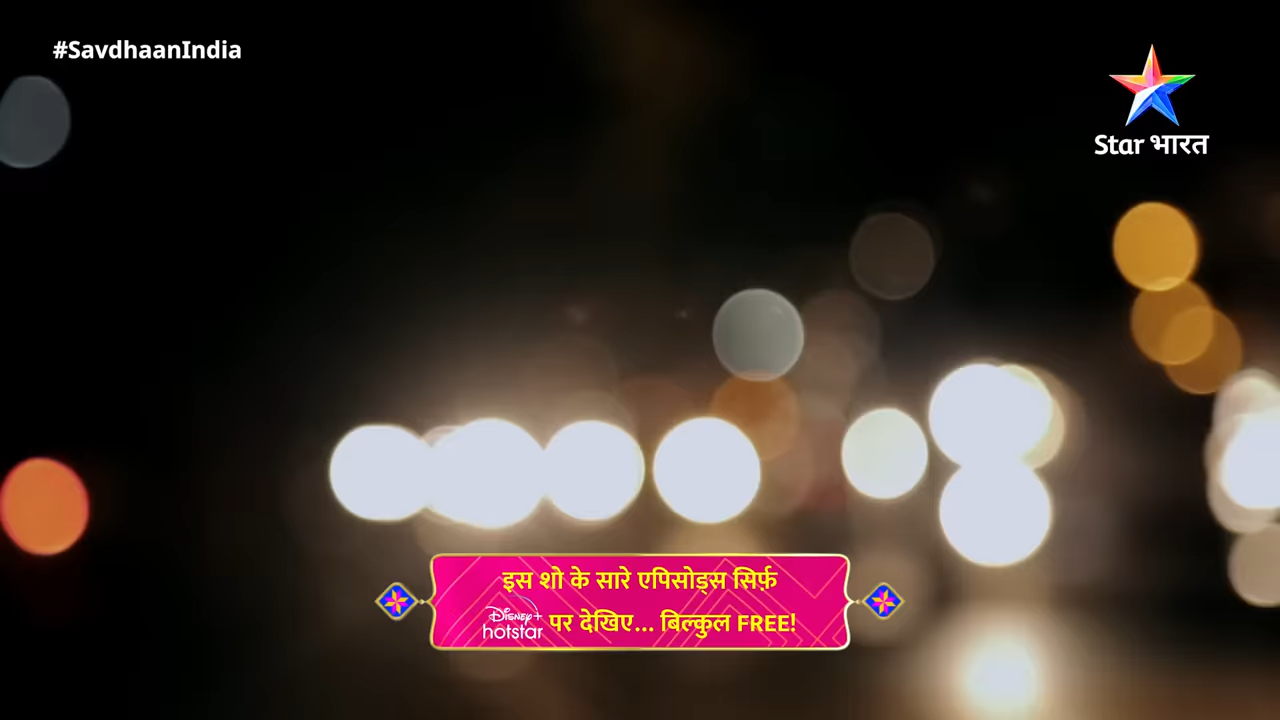 #SavdhaanIndia
Star भारत
इस शो के सारे एपिसोड्स सिर्फ़
Disney+ hotstar पर देखिए... बिल्कुल FREE!